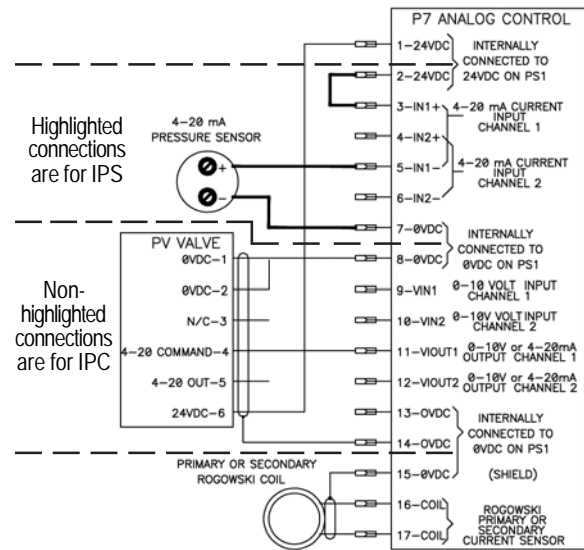 P7 ANALOG CONTROL
1-24VDC
INTERNALLY
CONNECTED TO
24VDC ON PS1
2-24VDC
Highlighted
connections
are for IPS
4-20 mA
PRESSURE SENSOR
+
-
3-IN1+
4-20 mA CURRENT
INPUT
CHANNEL 1
4-IN2+
5-IN1-
4-20 mA CURRENT
INPUT
CHANNEL 2
6-IN2-
7-0VDC
INTERNALLY
CONNECTED TO
0VDC ON PS1
8-0VDC
Non-
highlighted
connections
are for IPC
PV VALVE
0VDC-1
0VDC-2
N/C-3
4-20 COMMAND-4
4-20 OUT-5
24VDC-6
9-VIN1
0-10 VOLT INPUT
CHANNEL 1
10-VIN2
0-10V VOLT INPUT
CHANNEL 2
11-VIOUT1
0-10V or 4-20mA
OUTPUT CHANNEL 1
12-VIOUT2
0-10V or 4-20mA
OUTPUT CHANNEL 2
13-0VDC
INTERNALLY
CONNECTED TO
0VDC ON PS1
14-0VDC
15-0VDC
(SHIELD)
PRIMARY OR SECONDARY
ROGOWSKI COIL
16-COIL
ROGOWSKI
PRIMARY OR
SECONDARY
CURRENT SENSOR
17-COIL